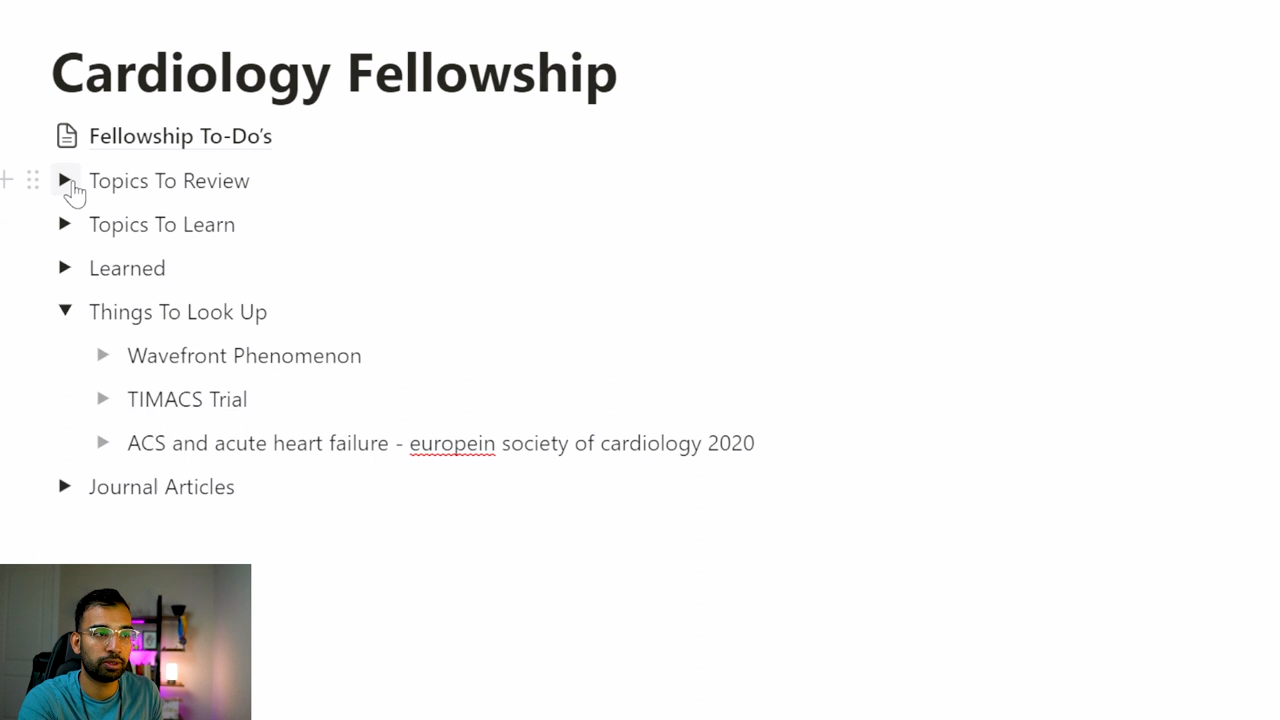 Cardiology Fellowship
Fellowship To-Do's
Topics To Review
Topics To Learn
Learned
Things To Look Up
Wavefront Phenomenon
TIMACS Trial
ACS and acute heart failure - europein society of cardiology 2020
Journal Articles